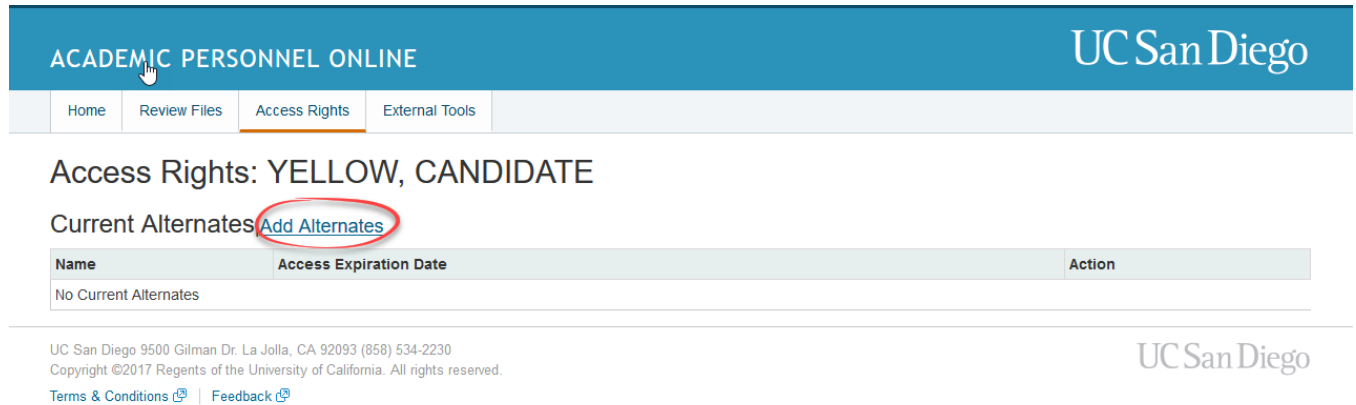 ACADEMIC PERSONNEL ONLINE
UC San Diego
Home Review Files Access Rights External Tools
Access Rights: YELLOW, CANDIDATE
Current Alternates Add Alternates
Name Access Expiration Date Action
No Current Alternates
UC San Diego 9500 Gilman Dr. La Jolla, CA 92093 (858) 534-2230
UC San Diego
Copyright ©2017 Regents of the University of California. All rights reserved.
Terms & Conditions | Feedback